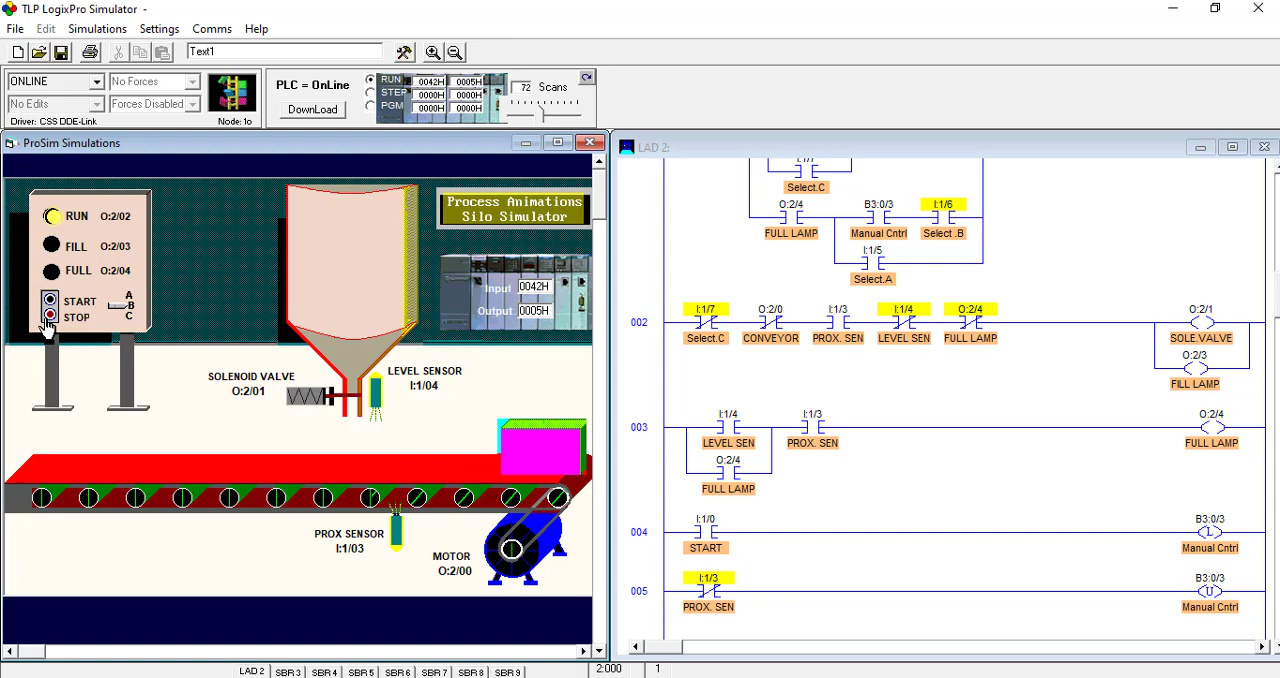 TLP LogixPro Simulator -
File Edit Simulations Settings Comms Help
Text1
ONLINE No Forces
No Edits Forces Disabled
Driver: CSS DDE-Link Node: 1o
PLC = OnLine
DownLoad
RUN 0042H 0005H
STEP 0000H 0000H
PGM 0000H 0000H
72 Scans
ProSim Simulations
RUN O:2/02
FILL O:2/03
FULL O:2/04
START
STOP
A
B
C
Process Animations
Silo Simulator
Input 0042H
Output 0005H
SOLENOID VALVE
O:2/01
LEVEL SENSOR
I:1/04
PROX SENSOR
I:1/03
MOTOR
O:2/00
LAD 2:
I:1/7
Select.C
O:2/4 B3:0/3 I:1/6
FULL LAMP Manual Cntrl Select .B
I:1/5
Select.A
I:1/7 O:2/0 I:1/3 I:1/4 O:2/4 O:2/1
002
Select.C CONVEYOR PROX. SEN LEVEL SEN FULL LAMP SOLE.VALVE
O:2/3
FILL LAMP
I:1/4 I:1/3 O:2/4
003
LEVEL SEN PROX. SEN FULL LAMP
O:2/4
FULL LAMP
I:1/0 B3:0/3
004 L
START Manual Cntrl
I:1/3 B3:0/3
005 U
PROX. SEN Manual Cntrl
LAD 2 SBR 3 SBR 4 SBR 5 SBR 6 SBR 7 SBR 8 SBR 9 2:000 1